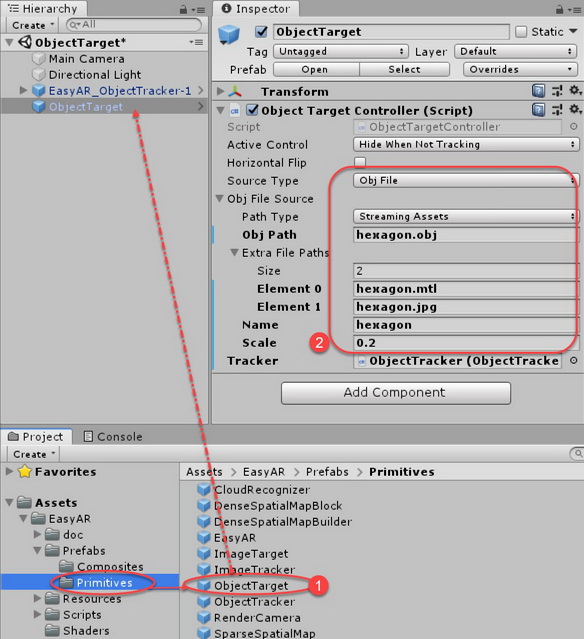 Hierarchy
Create
All
ObjectTarget*
Main Camera
Directional Light
EasyAR_ObjectTracker-1
ObjectTarget
Inspector
ObjectTarget
Static
Tag Untagged Layer Default
Prefab Open Select Overrides
Transform
Object Target Controller (Script)
Script ObjectTargetController
Active Control Hide When Not Tracking
Horizontal Flip
Source Type Obj File
Obj File Source
Path Type Streaming Assets
Obj Path hexagon.obj
Extra File Paths
Size 2
Element 0 hexagon.mtl
Element 1 hexagon.jpg
Name hexagon
2
Scale 0.2
Tracker ObjectTracker (ObjectTracke
Add Component
Project Console
Create
Favorites
Assets
EasyAR
doc
Prefabs
Composites
Primitives
Resources
Scripts
Shaders
Assets > EasyAR > Prefabs > Primitives
CloudRecognizer
DenseSpatialMapBlock
DenseSpatialMapBuilder
EasyAR
ImageTarget
ImageTracker
ObjectTarget
1
ObjectTracker
RenderCamera
SparseSpatialMap